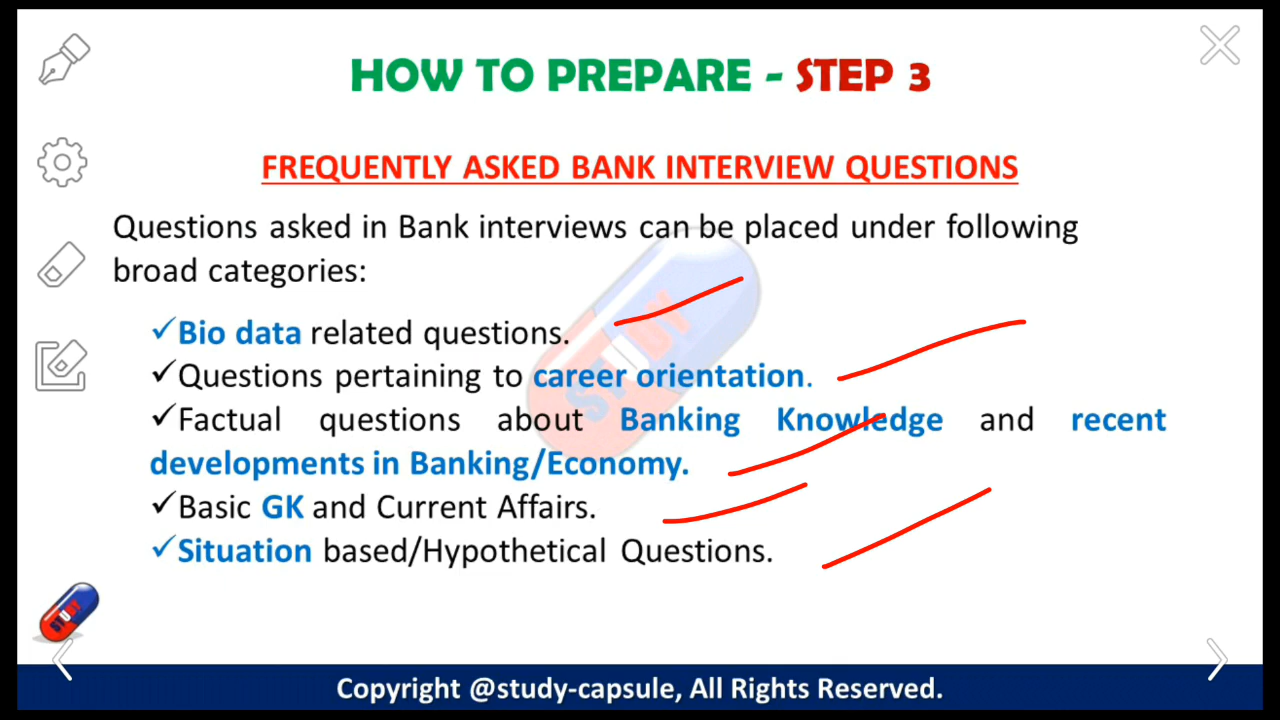 HOW TO PREPARE - STEP 3
FREQUENTLY ASKED BANK INTERVIEW QUESTIONS
Questions asked in Bank interviews can be placed under following
broad categories:
✓Bio data related questions.
✓Questions pertaining to career orientation.
✓Factual questions about Banking Knowledge and recent
developments in Banking/Economy.
✓Basic GK and Current Affairs.
✓Situation based/Hypothetical Questions.
STUDY
STUDY
Copyright @study-capsule, All Rights Reserved.